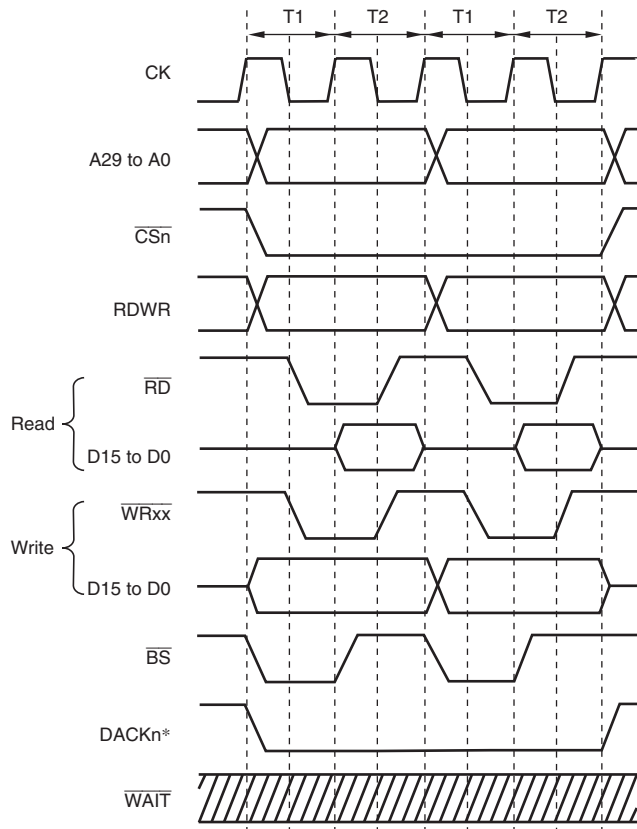 T1 T2 T1 T2
CK
A29 to A0
CSn
RDWR
RD
Read
D15 to D0
WRxx
Write
D15 to D0
BS
DACKn*
WAIT